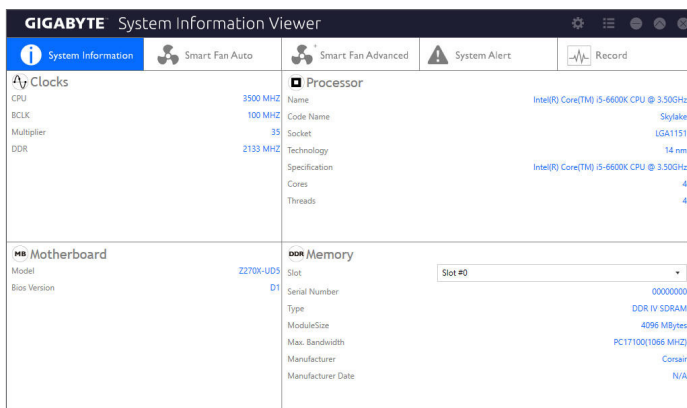 GIGABYTE™ System Information Viewer
System Information
Smart Fan Auto
Smart Fan Advanced
System Alert
Record
Clocks
CPU 3500 MHZ
BCLK 100 MHZ
Multiplier 35
DDR 2133 MHZ
Processor
Name Intel(R) Core(TM) i5-6600K CPU @ 3.50GHz
Code Name Skylake
Socket LGA1151
Technology 14 nm
Specification Intel(R) Core(TM) i5-6600K CPU @ 3.50GHz
Cores 4
Threads 4
MB Motherboard
Model Z270X-UD5
Bios Version D1
DDR Memory
Slot Slot #0
Serial Number 00000000
Type DDR IV SDRAM
ModuleSize 4096 MBytes
Max. Bandwidth PC17100(1066 MHZ)
Manufacturer Corsair
Manufacturer Date N/A